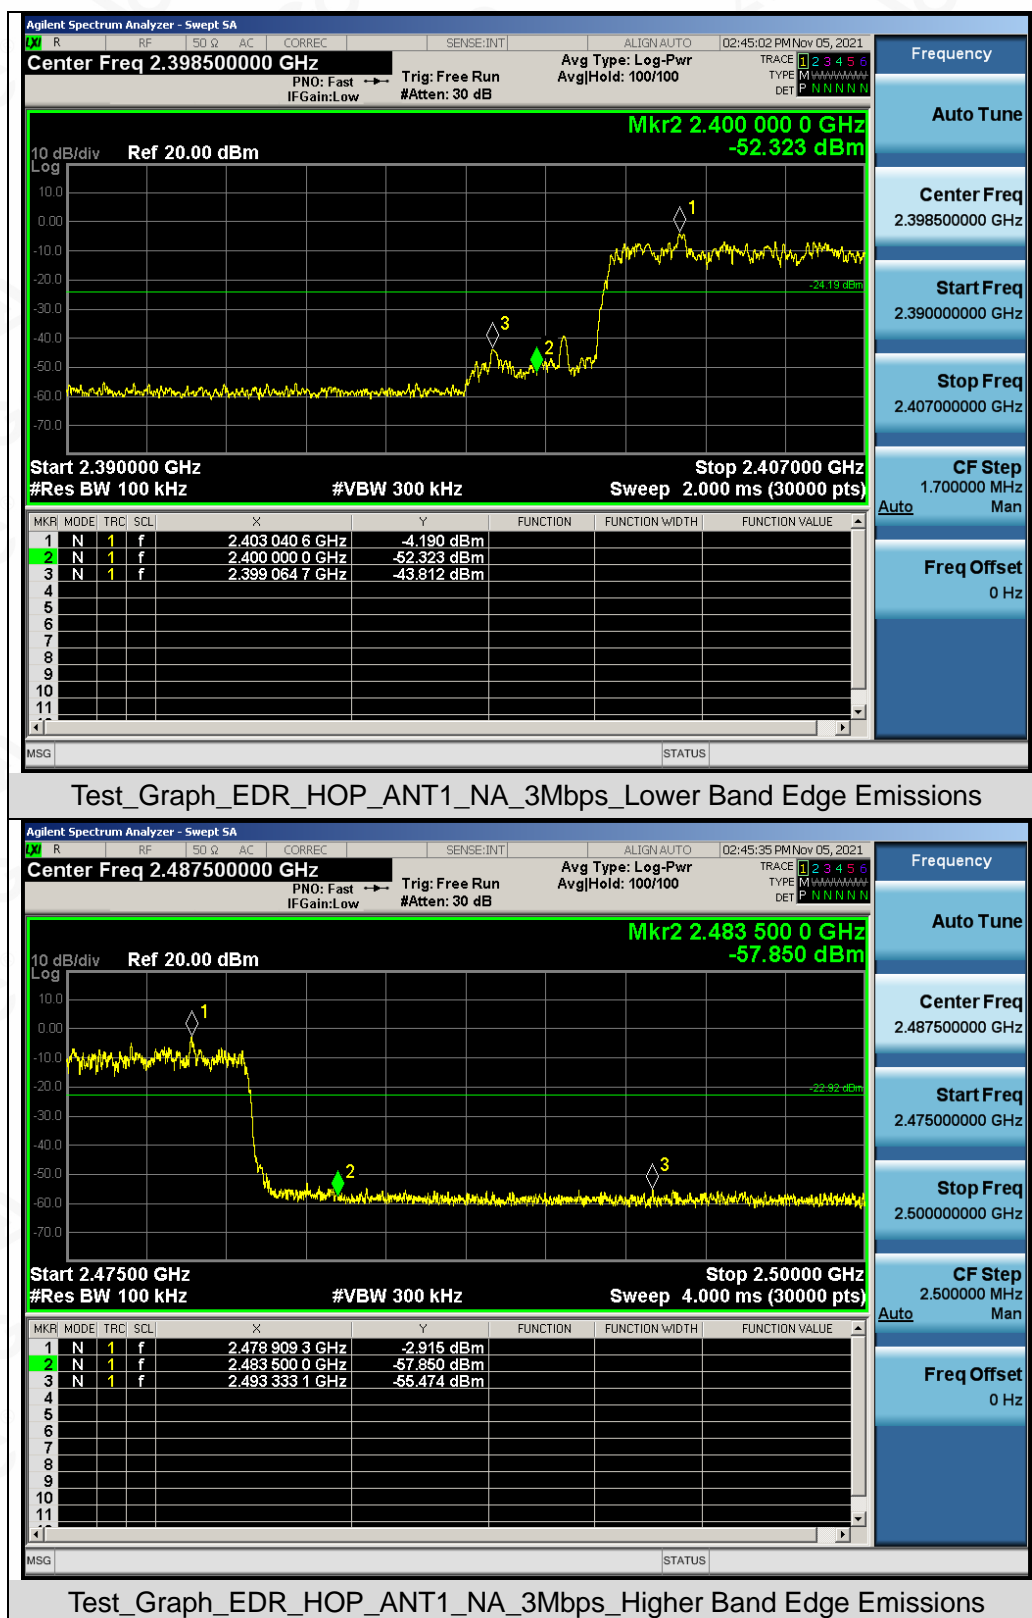 Agilent Spectrum Analyzer - Swept SA
LXI R RF 50 Ω AC CORREC SENSE:INT ALIGN AUTO 02:45:02 PM Nov 05, 2021
Center Freq 2.398500000 GHz
PNO: Fast
IFGain:Low
Trig: Free Run
#Atten: 30 dB
Avg Type: Log-Pwr
Avg|Hold: 100/100
TRACE 1 2 3 4 5 6
TYPE M W W W W W
DET P N N N N N
Frequency
Mkr2 2.400 000 0 GHz
-52.323 dBm
10 dB/div Ref 20.00 dBm
Log
10.0
0.00
-10.0
-20.0
-30.0
-40.0
-50.0
-60.0
-70.0
1
2
3
-24.19 dBm
Start 2.390000 GHz Stop 2.407000 GHz
#Res BW 100 kHz #VBW 300 kHz Sweep 2.000 ms (30000 pts)
MKR MODE TRC SCL X Y FUNCTION FUNCTION WIDTH FUNCTION VALUE
1 N 1 f 2.403 040 6 GHz -4.190 dBm
2 N 1 f 2.400 000 0 GHz -52.323 dBm
3 N 1 f 2.399 064 7 GHz -43.812 dBm
4
5
6
7
8
9
10
11
MSG STATUS
Auto Tune
Center Freq
2.398500000 GHz
Start Freq
2.390000000 GHz
Stop Freq
2.407000000 GHz
CF Step
1.700000 MHz
Auto Man
Freq Offset
0 Hz
Test_Graph_EDR_HOP_ANT1_NA_3Mbps_Lower Band Edge Emissions
Agilent Spectrum Analyzer - Swept SA
LXI R RF 50 Ω AC CORREC SENSE:INT ALIGN AUTO 02:45:35 PM Nov 05, 2021
Center Freq 2.487500000 GHz
PNO: Fast
IFGain:Low
Trig: Free Run
#Atten: 30 dB
Avg Type: Log-Pwr
Avg|Hold: 100/100
TRACE 1 2 3 4 5 6
TYPE M W W W W W
DET P N N N N N
Frequency
Mkr2 2.483 500 0 GHz
-57.850 dBm
10 dB/div Ref 20.00 dBm
Log
10.0
0.00
-10.0
-20.0
-30.0
-40.0
-50.0
-60.0
-70.0
1
2
3
-22.92 dBm
Start 2.47500 GHz Stop 2.50000 GHz
#Res BW 100 kHz #VBW 300 kHz Sweep 4.000 ms (30000 pts)
MKR MODE TRC SCL X Y FUNCTION FUNCTION WIDTH FUNCTION VALUE
1 N 1 f 2.478 909 3 GHz -2.915 dBm
2 N 1 f 2.483 500 0 GHz -57.850 dBm
3 N 1 f 2.493 333 1 GHz -55.474 dBm
4
5
6
7
8
9
10
11
MSG STATUS
Auto Tune
Center Freq
2.487500000 GHz
Start Freq
2.475000000 GHz
Stop Freq
2.500000000 GHz
CF Step
2.500000 MHz
Auto Man
Freq Offset
0 Hz
Test_Graph_EDR_HOP_ANT1_NA_3Mbps_Higher Band Edge Emissions